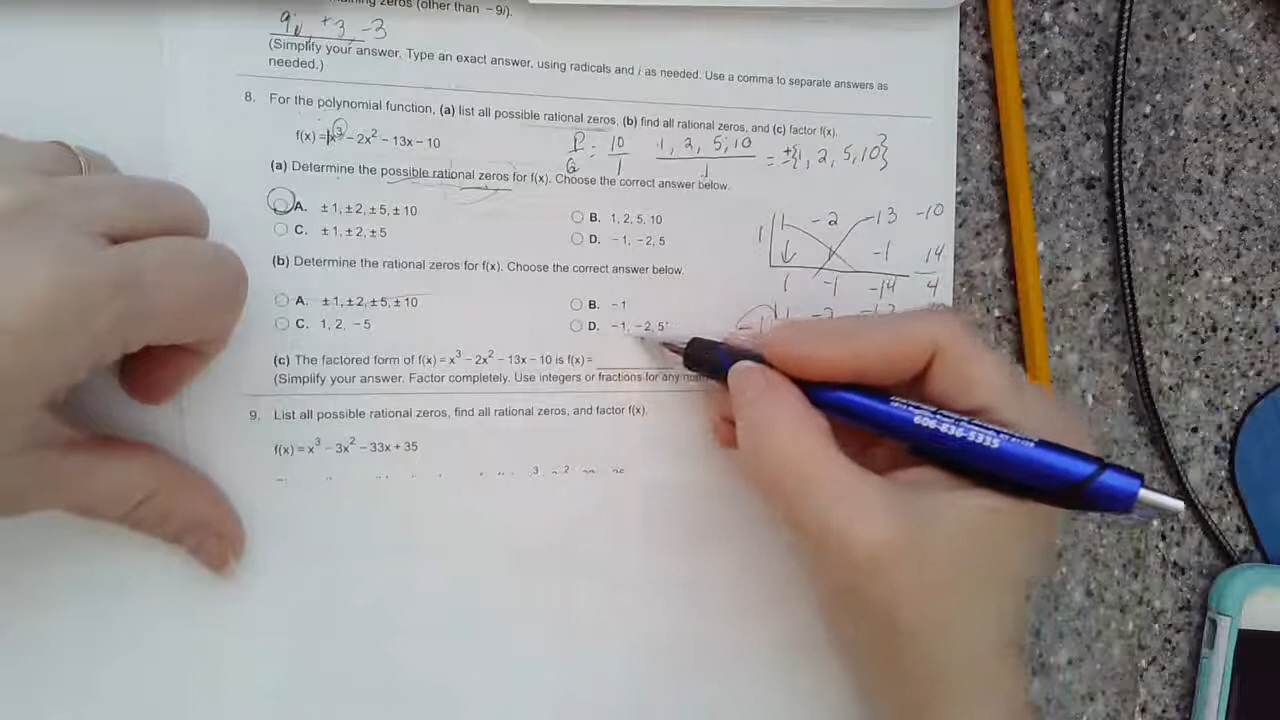 zeros (other than −9i).
9i, +3 −3
(Simplify your answer. Type an exact answer, using radicals and i as needed. Use a comma to separate answers as
needed.)
8. For the polynomial function, (a) list all possible rational zeros, (b) find all rational zeros, and (c) factor f(x).
f(x) = x³ − 2x² − 13x − 10
P/Q : 10/1 1, 2, 5, 10/1 = ±{1, 2, 5, 10}
(a) Determine the possible rational zeros for f(x). Choose the correct answer below.
A. ±1, ±2, ±5, ±10
B. 1, 2, 5, 10
C. ±1, ±2, ±5
D. −1, −2, 5
1 1 −2 −13 −10
1 −1 14
1 −1 −14 4
(b) Determine the rational zeros for f(x). Choose the correct answer below.
A. ±1, ±2, ±5, ±10
B. −1
C. 1, 2, −5
D. −1, −2, 5
−1 1 −2
(c) The factored form of f(x) = x³ − 2x² − 13x − 10 is f(x) =
(Simplify your answer. Factor completely. Use integers or fractions for any
9. List all possible rational zeros, find all rational zeros, and factor f(x).
f(x) = x³ − 3x² − 33x + 35
606-836-5335